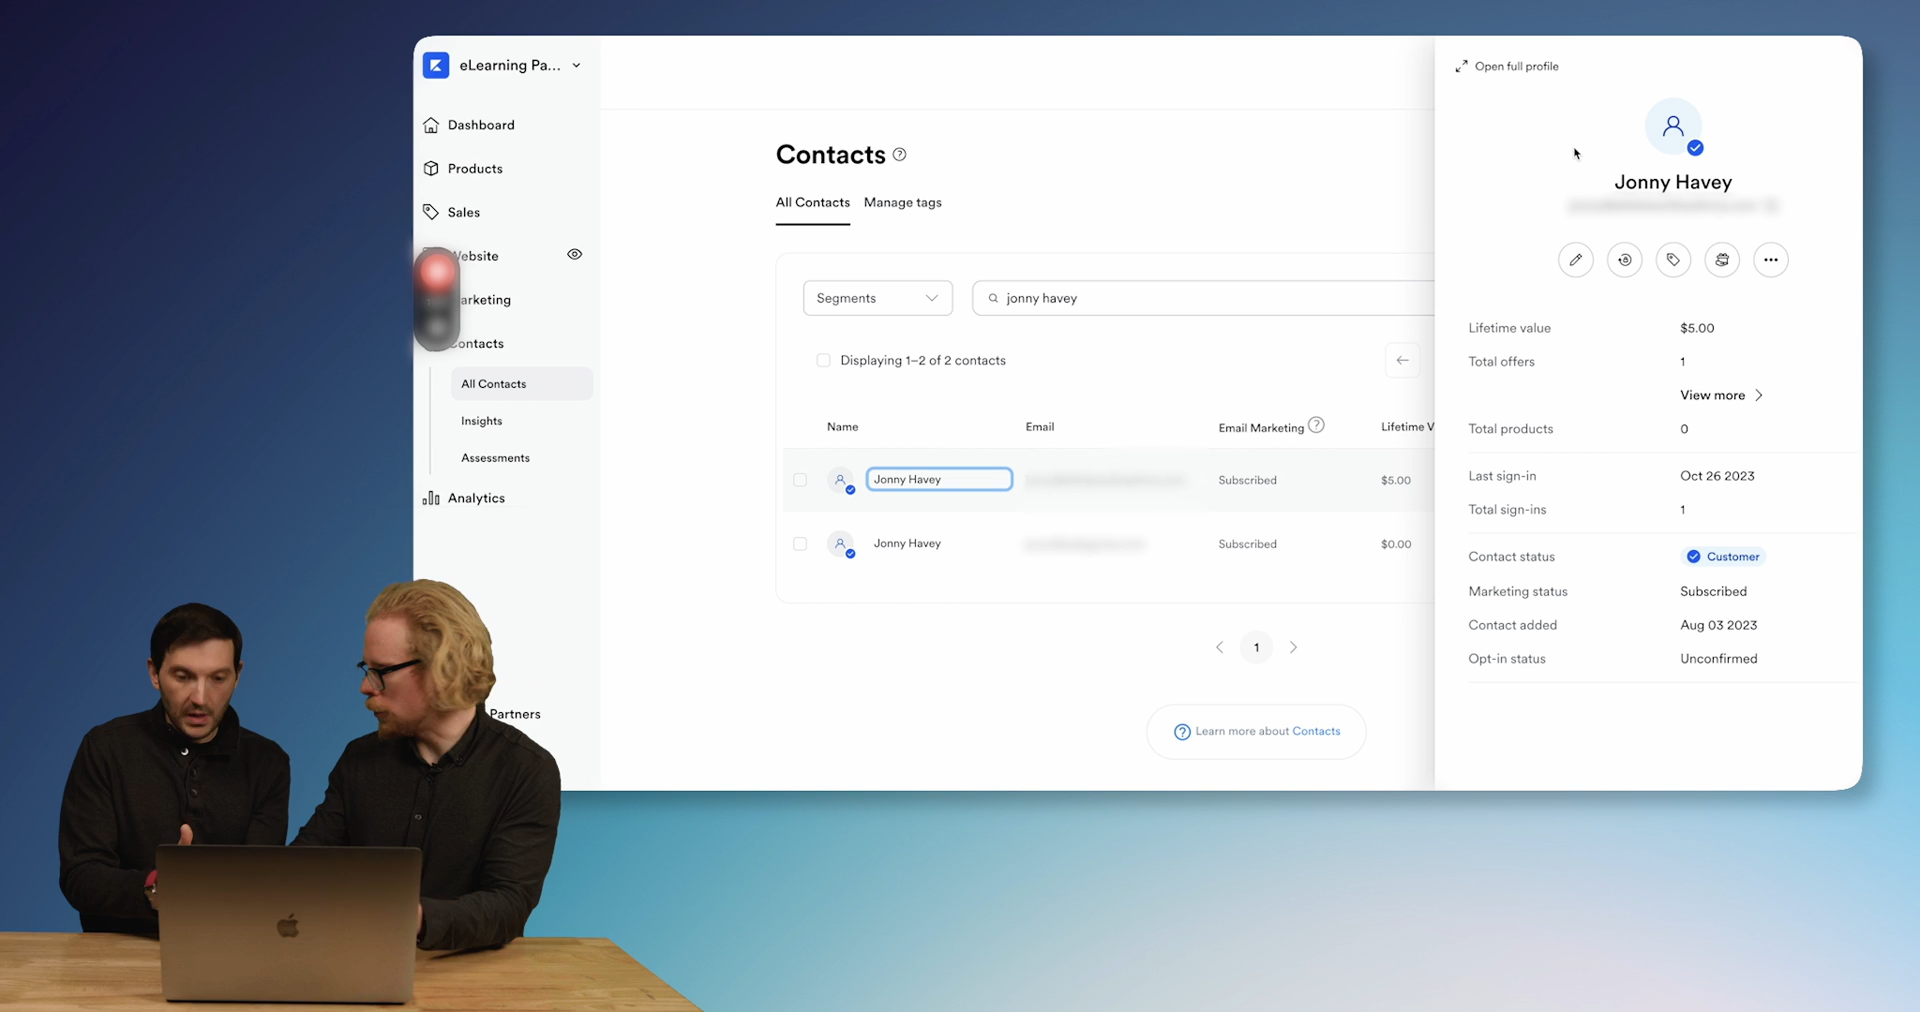 eLearning Pa...
Dashboard
Products
Sales
ebsite
arketing
ontacts
All Contacts
Insights
Assessments
Analytics
Partners
Contacts
All Contacts
Manage tags
Segments
jonny havey
Displaying 1–2 of 2 contacts
Name
Email
Email Marketing
Lifetime V
Jonny Havey
Subscribed
$5.00
Jonny Havey
Subscribed
$0.00
1
Learn more about Contacts
Open full profile
Jonny Havey
Lifetime value
$5.00
Total offers
1
View more
Total products
0
Last sign-in
Oct 26 2023
Total sign-ins
1
Contact status
Customer
Marketing status
Subscribed
Contact added
Aug 03 2023
Opt-in status
Unconfirmed